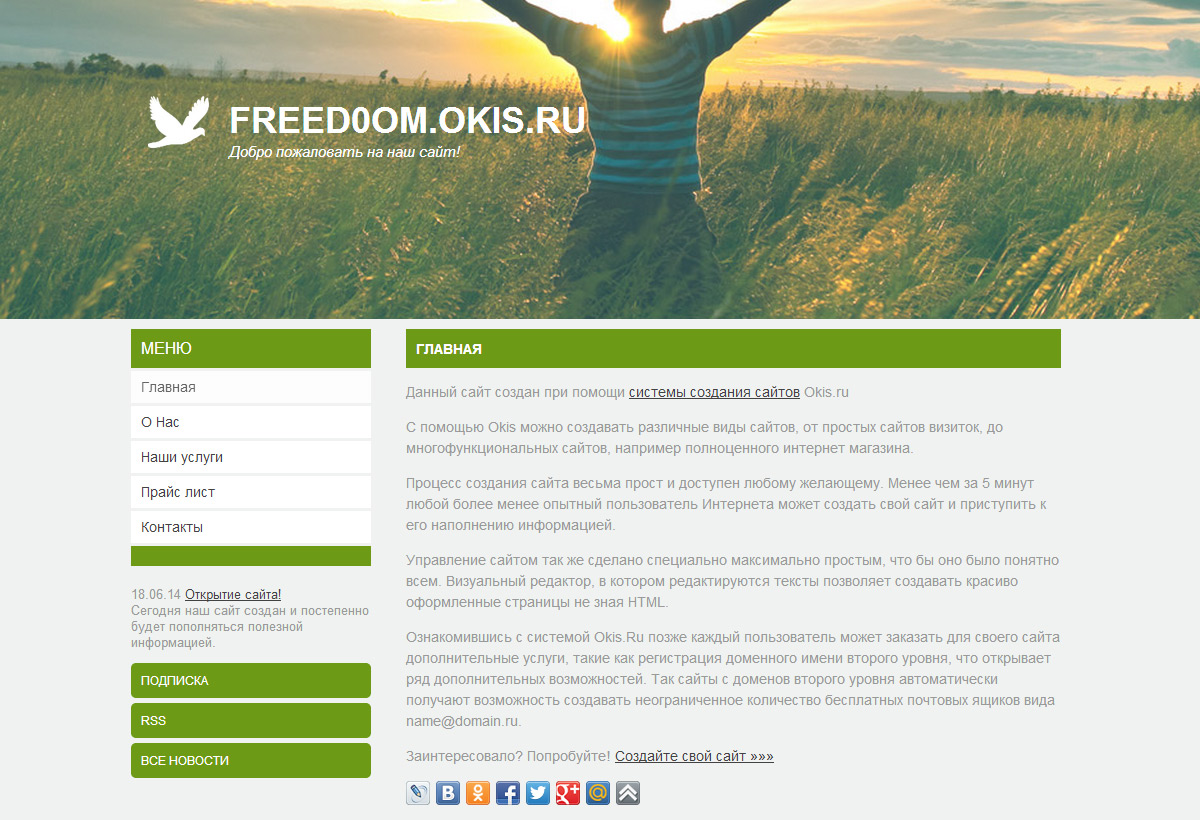 FREED0OM.OKIS.RU
Добро пожаловать на наш сайт!
МЕНЮ
Главная
О Нас
Наши услуги
Прайс лист
Контакты
18.06.14 Открытие сайта!
Сегодня наш сайт создан и постепенно
будет пополняться полезной
информацией.
ПОДПИСКА
RSS
ВСЕ НОВОСТИ
ГЛАВНАЯ
Данный сайт создан при помощи системы создания сайтов Okis.ru
С помощью Okis можно создавать различные виды сайтов, от простых сайтов визиток, до
многофункциональных сайтов, например полноценного интернет магазина.
Процесс создания сайта весьма прост и доступен любому желающему. Менее чем за 5 минут
любой более менее опытный пользователь Интернета может создать свой сайт и приступить к
его наполнению информацией.
Управление сайтом так же сделано специально максимально простым, что бы оно было понятно
всем. Визуальный редактор, в котором редактируются тексты позволяет создавать красиво
оформленные страницы не зная HTML.
Ознакомившись с системой Okis.Ru позже каждый пользователь может заказать для своего сайта
дополнительные услуги, такие как регистрация доменного имени второго уровня, что открывает
ряд дополнительных возможностей. Так сайты с доменов второго уровня автоматически
получают возможность создавать неограниченное количество бесплатных почтовых ящиков вида
name@domain.ru.
Заинтересовало? Попробуйте! Создайте свой сайт »»»